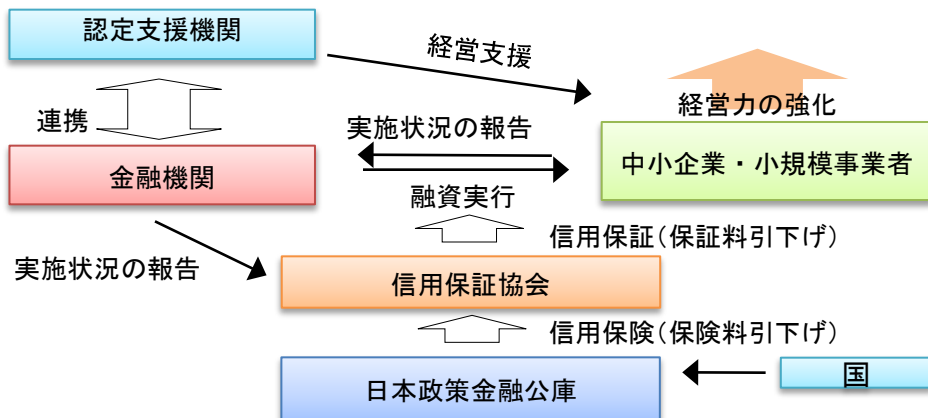 認定支援機関
経営支援
経営力の強化
連携
実施状況の報告
金融機関
中小企業・小規模事業者
融資実行
信用保証(保証料引下げ)
実施状況の報告
信用保証協会
信用保険(保険料引下げ)
日本政策金融公庫
国